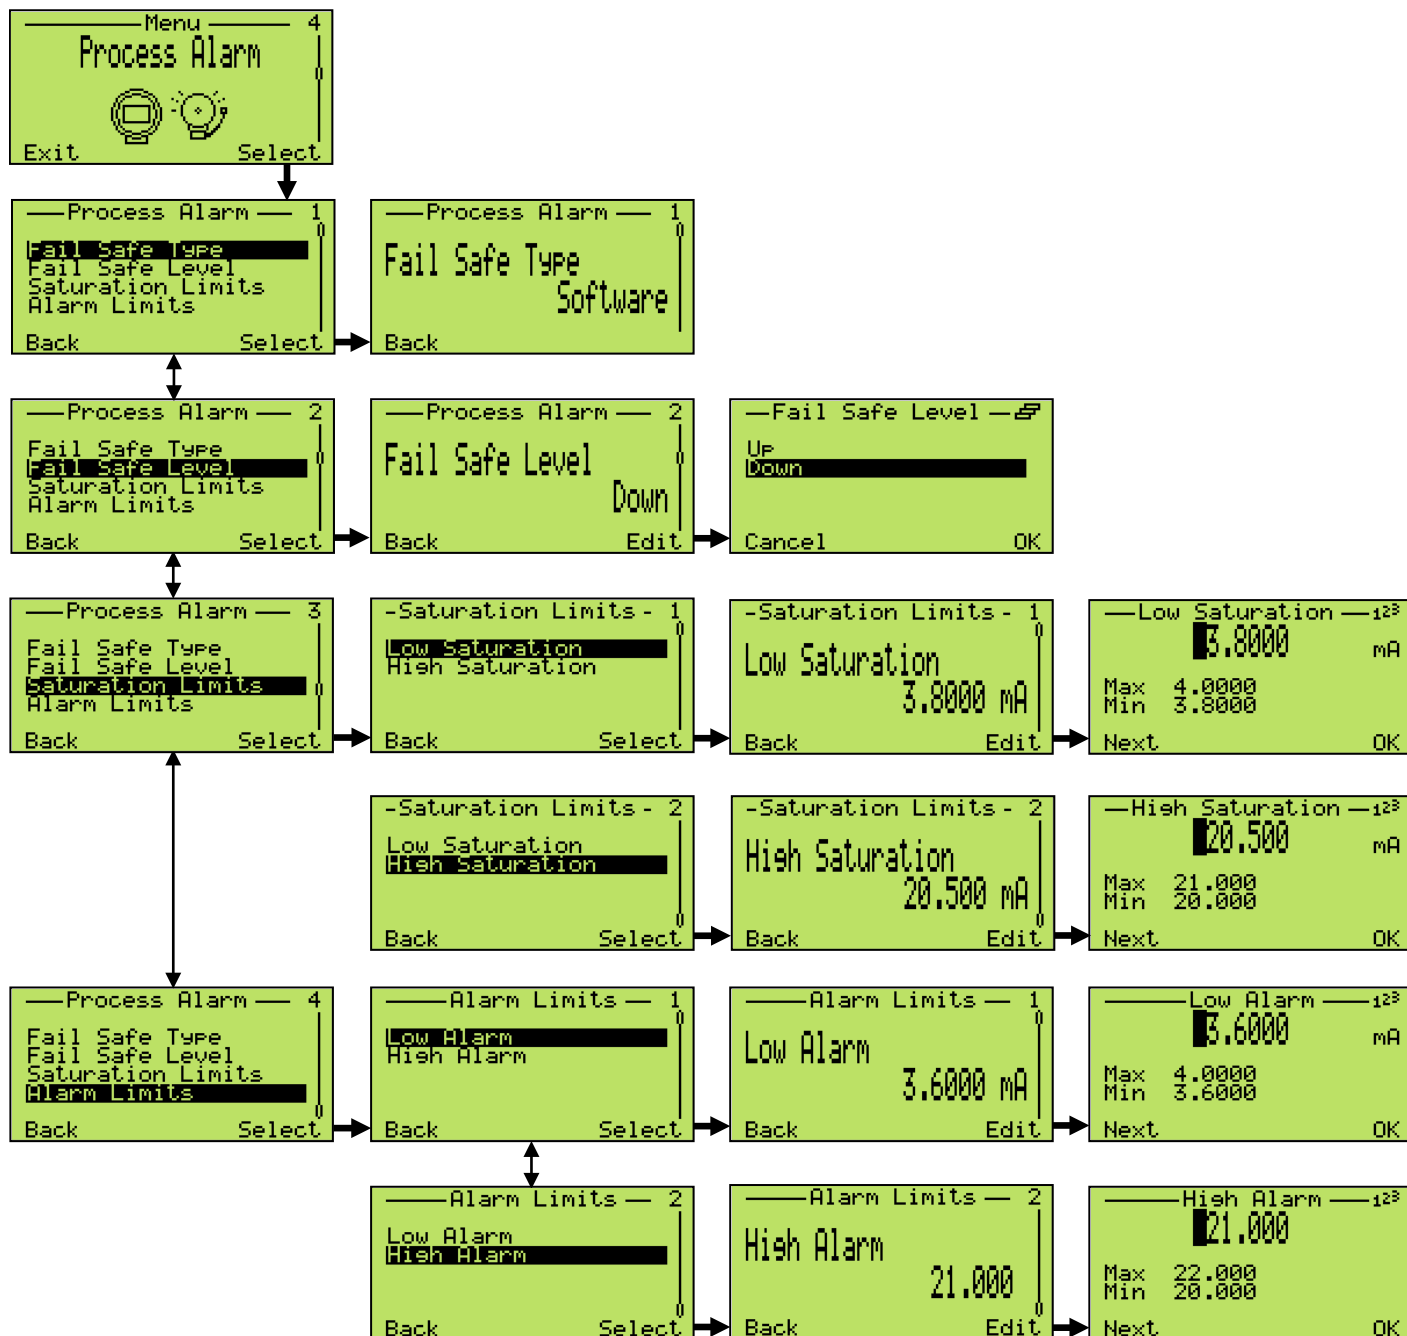 Menu 4
Process Alarm
Exit Select
Process Alarm 1
Fail Safe Type
Fail Safe Level
Saturation Limits
Alarm Limits
Back Select
Process Alarm 1
Fail Safe Type
Software
Back
Process Alarm 2
Fail Safe Type
Fail Safe Level
Saturation Limits
Alarm Limits
Back Select
Process Alarm 2
Fail Safe Level
Down
Back Edit
Fail Safe Level
Up
Down
Cancel OK
Process Alarm 3
Fail Safe Type
Fail Safe Level
Saturation Limits
Alarm Limits
Back Select
-Saturation Limits- 1
Low Saturation
High Saturation
Back Select
-Saturation Limits- 1
Low Saturation
3.8000 mA
Back Edit
Low Saturation 123
3.8000 mA
Max 4.0000
Min 3.8000
Next OK
-Saturation Limits- 2
Low Saturation
High Saturation
Back Select
-Saturation Limits- 2
High Saturation
20.500 mA
Back Edit
High Saturation 123
20.500 mA
Max 21.000
Min 20.000
Next OK
Process Alarm 4
Fail Safe Type
Fail Safe Level
Saturation Limits
Alarm Limits
Back Select
Alarm Limits 1
Low Alarm
High Alarm
Back Select
Alarm Limits 1
Low Alarm
3.6000 mA
Back Edit
Low Alarm 123
3.6000 mA
Max 4.0000
Min 3.6000
Next OK
Alarm Limits 2
Low Alarm
High Alarm
Back Select
Alarm Limits 2
High Alarm
21.000
Back Edit
High Alarm 123
21.000
Max 22.000
Min 20.000
Next OK